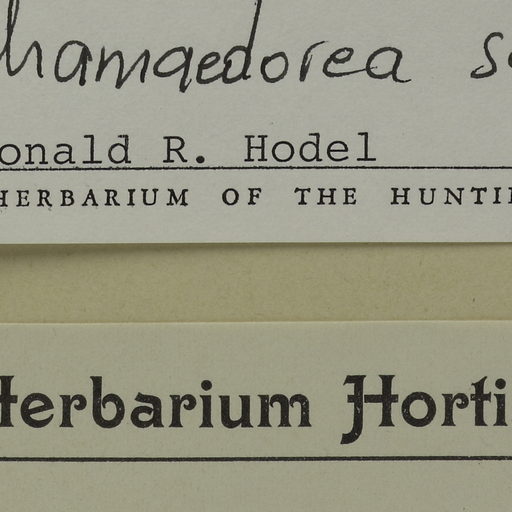 hamaedorea s
onald R. Hodel
HERBARIUM OF THE HUNTI
Herbarium Horti